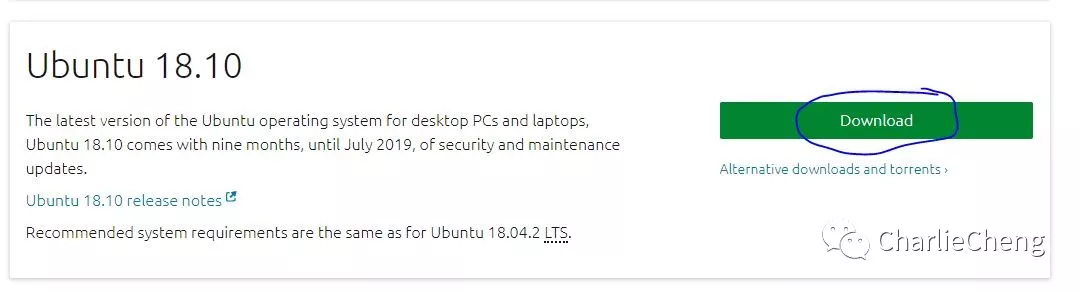 Ubuntu 18.10
The latest version of the Ubuntu operating system for desktop PCs and laptops,
Ubuntu 18.10 comes with nine months, until July 2019, of security and maintenance
updates.
Ubuntu 18.10 release notes
Recommended system requirements are the same as for Ubuntu 18.04.2 LTS.
Download
Alternative downloads and torrents ›
CharlieCheng